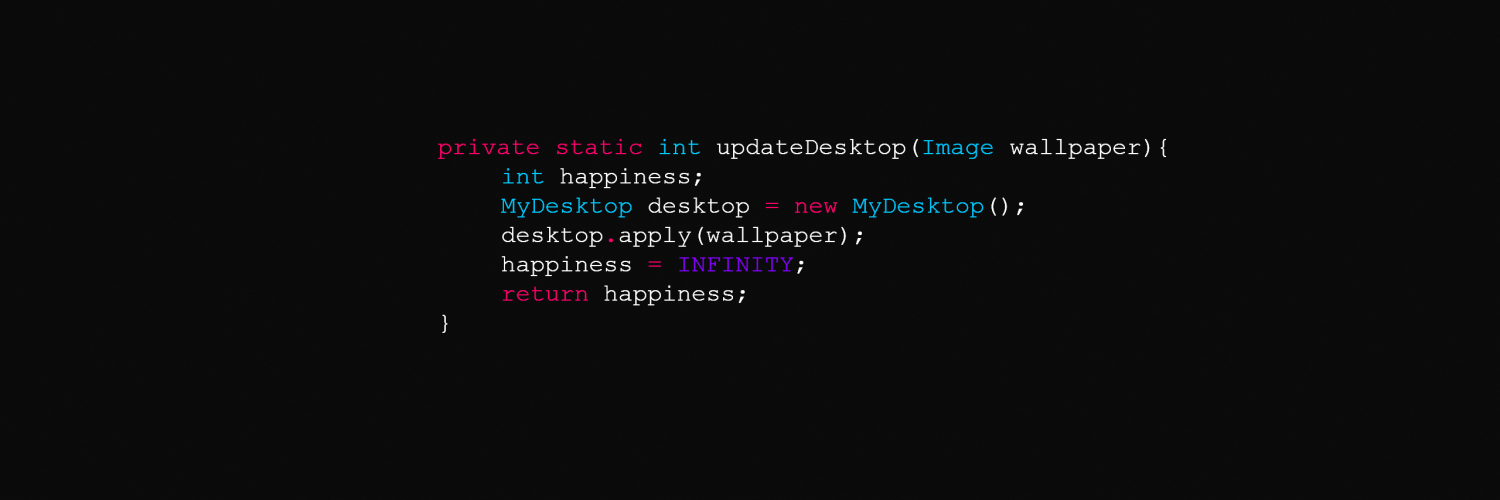 private static int updateDesktop(Image wallpaper){
int happiness;
MyDesktop desktop = new MyDesktop();
desktop.apply(wallpaper);
happiness = INFINITY;
return happiness;
}